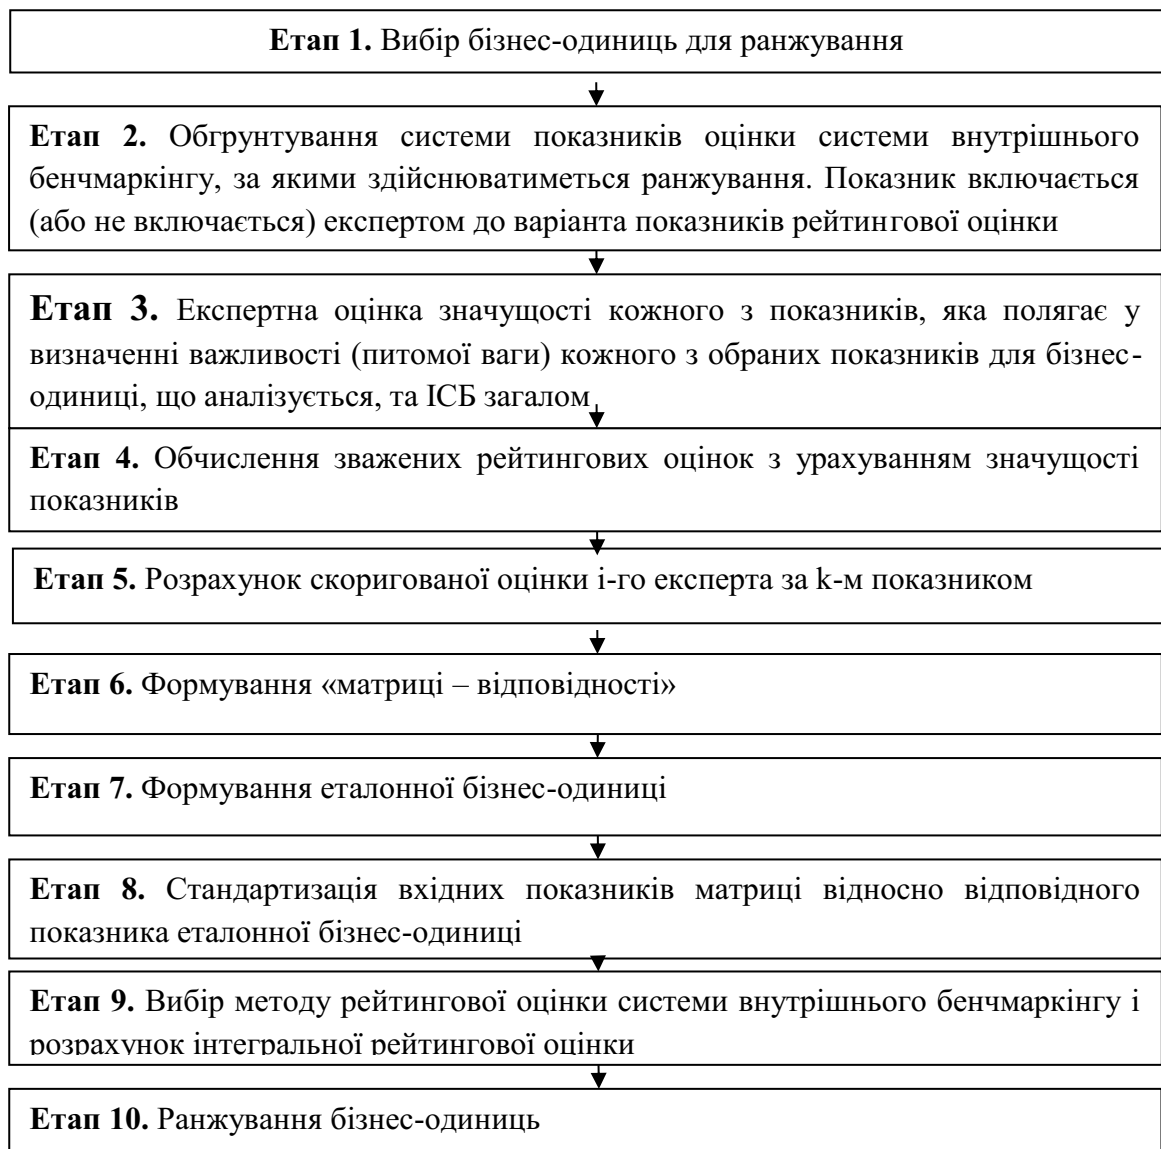 Етап 1. Вибір бізнес-одиниць для ранжування
Етап 2. Обгрунтування системи показників оцінки системи внутрішнього
бенчмаркінгу, за якими здійснюватиметься ранжування. Показник включається
(або не включається) експертом до варіанта показників рейтингової оцінки
Етап 3. Експертна оцінка значущості кожного з показників, яка полягає у
визначенні важливості (питомої ваги) кожного з обраних показників для бізнес-
одиниці, що аналізується, та ІСБ загалом
Етап 4. Обчислення зважених рейтингових оцінок з урахуванням значущості
показників
Етап 5. Розрахунок скоригованої оцінки і-го експерта за k-м показником
Етап 6. Формування «матриці – відповідності»
Етап 7. Формування еталонної бізнес-одиниці
Етап 8. Стандартизація вхідних показників матриці відносно відповідного
показника еталонної бізнес-одиниці
Етап 9. Вибір методу рейтингової оцінки системи внутрішнього бенчмаркінгу і
розрахунок інтегральної рейтингової оцінки
Етап 10. Ранжування бізнес-одиниць